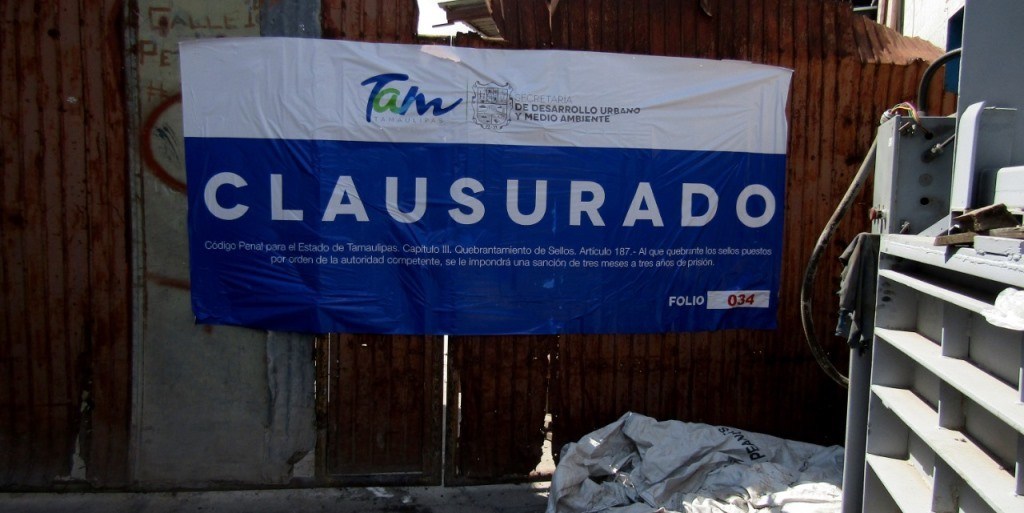 CALLE
Tam
TAMAULIPAS
SECRETARIA
DE DESARROLLO URBANO
Y MEDIO AMBIENTE
CLAUSURADO
Código Penal para el Estado de Tamaulipas. Capítulo III. Quebrantamiento de Sellos. Artículo 187.- Al que quebrante los sellos puestos
por orden de la autoridad competente, se le impondrá una sanción de tres meses a tres años de prisión.
FOLIO 034